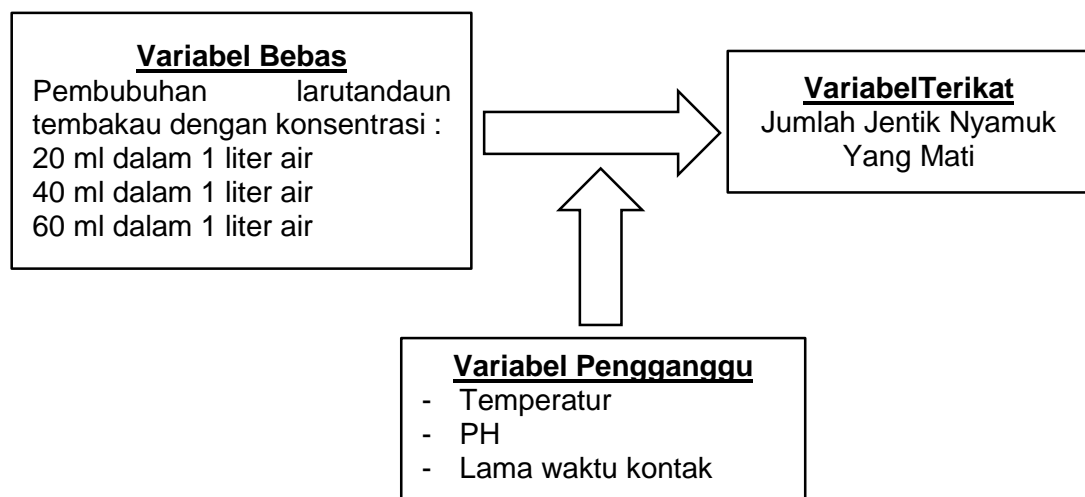 Variabel Bebas
Pembubuhan larutandaun
tembakau dengan konsentrasi :
20 ml dalam 1 liter air
40 ml dalam 1 liter air
60 ml dalam 1 liter air
VariabelTerikat
Jumlah Jentik Nyamuk
Yang Mati
Variabel Pengganggu
- Temperatur
- PH
- Lama waktu kontak